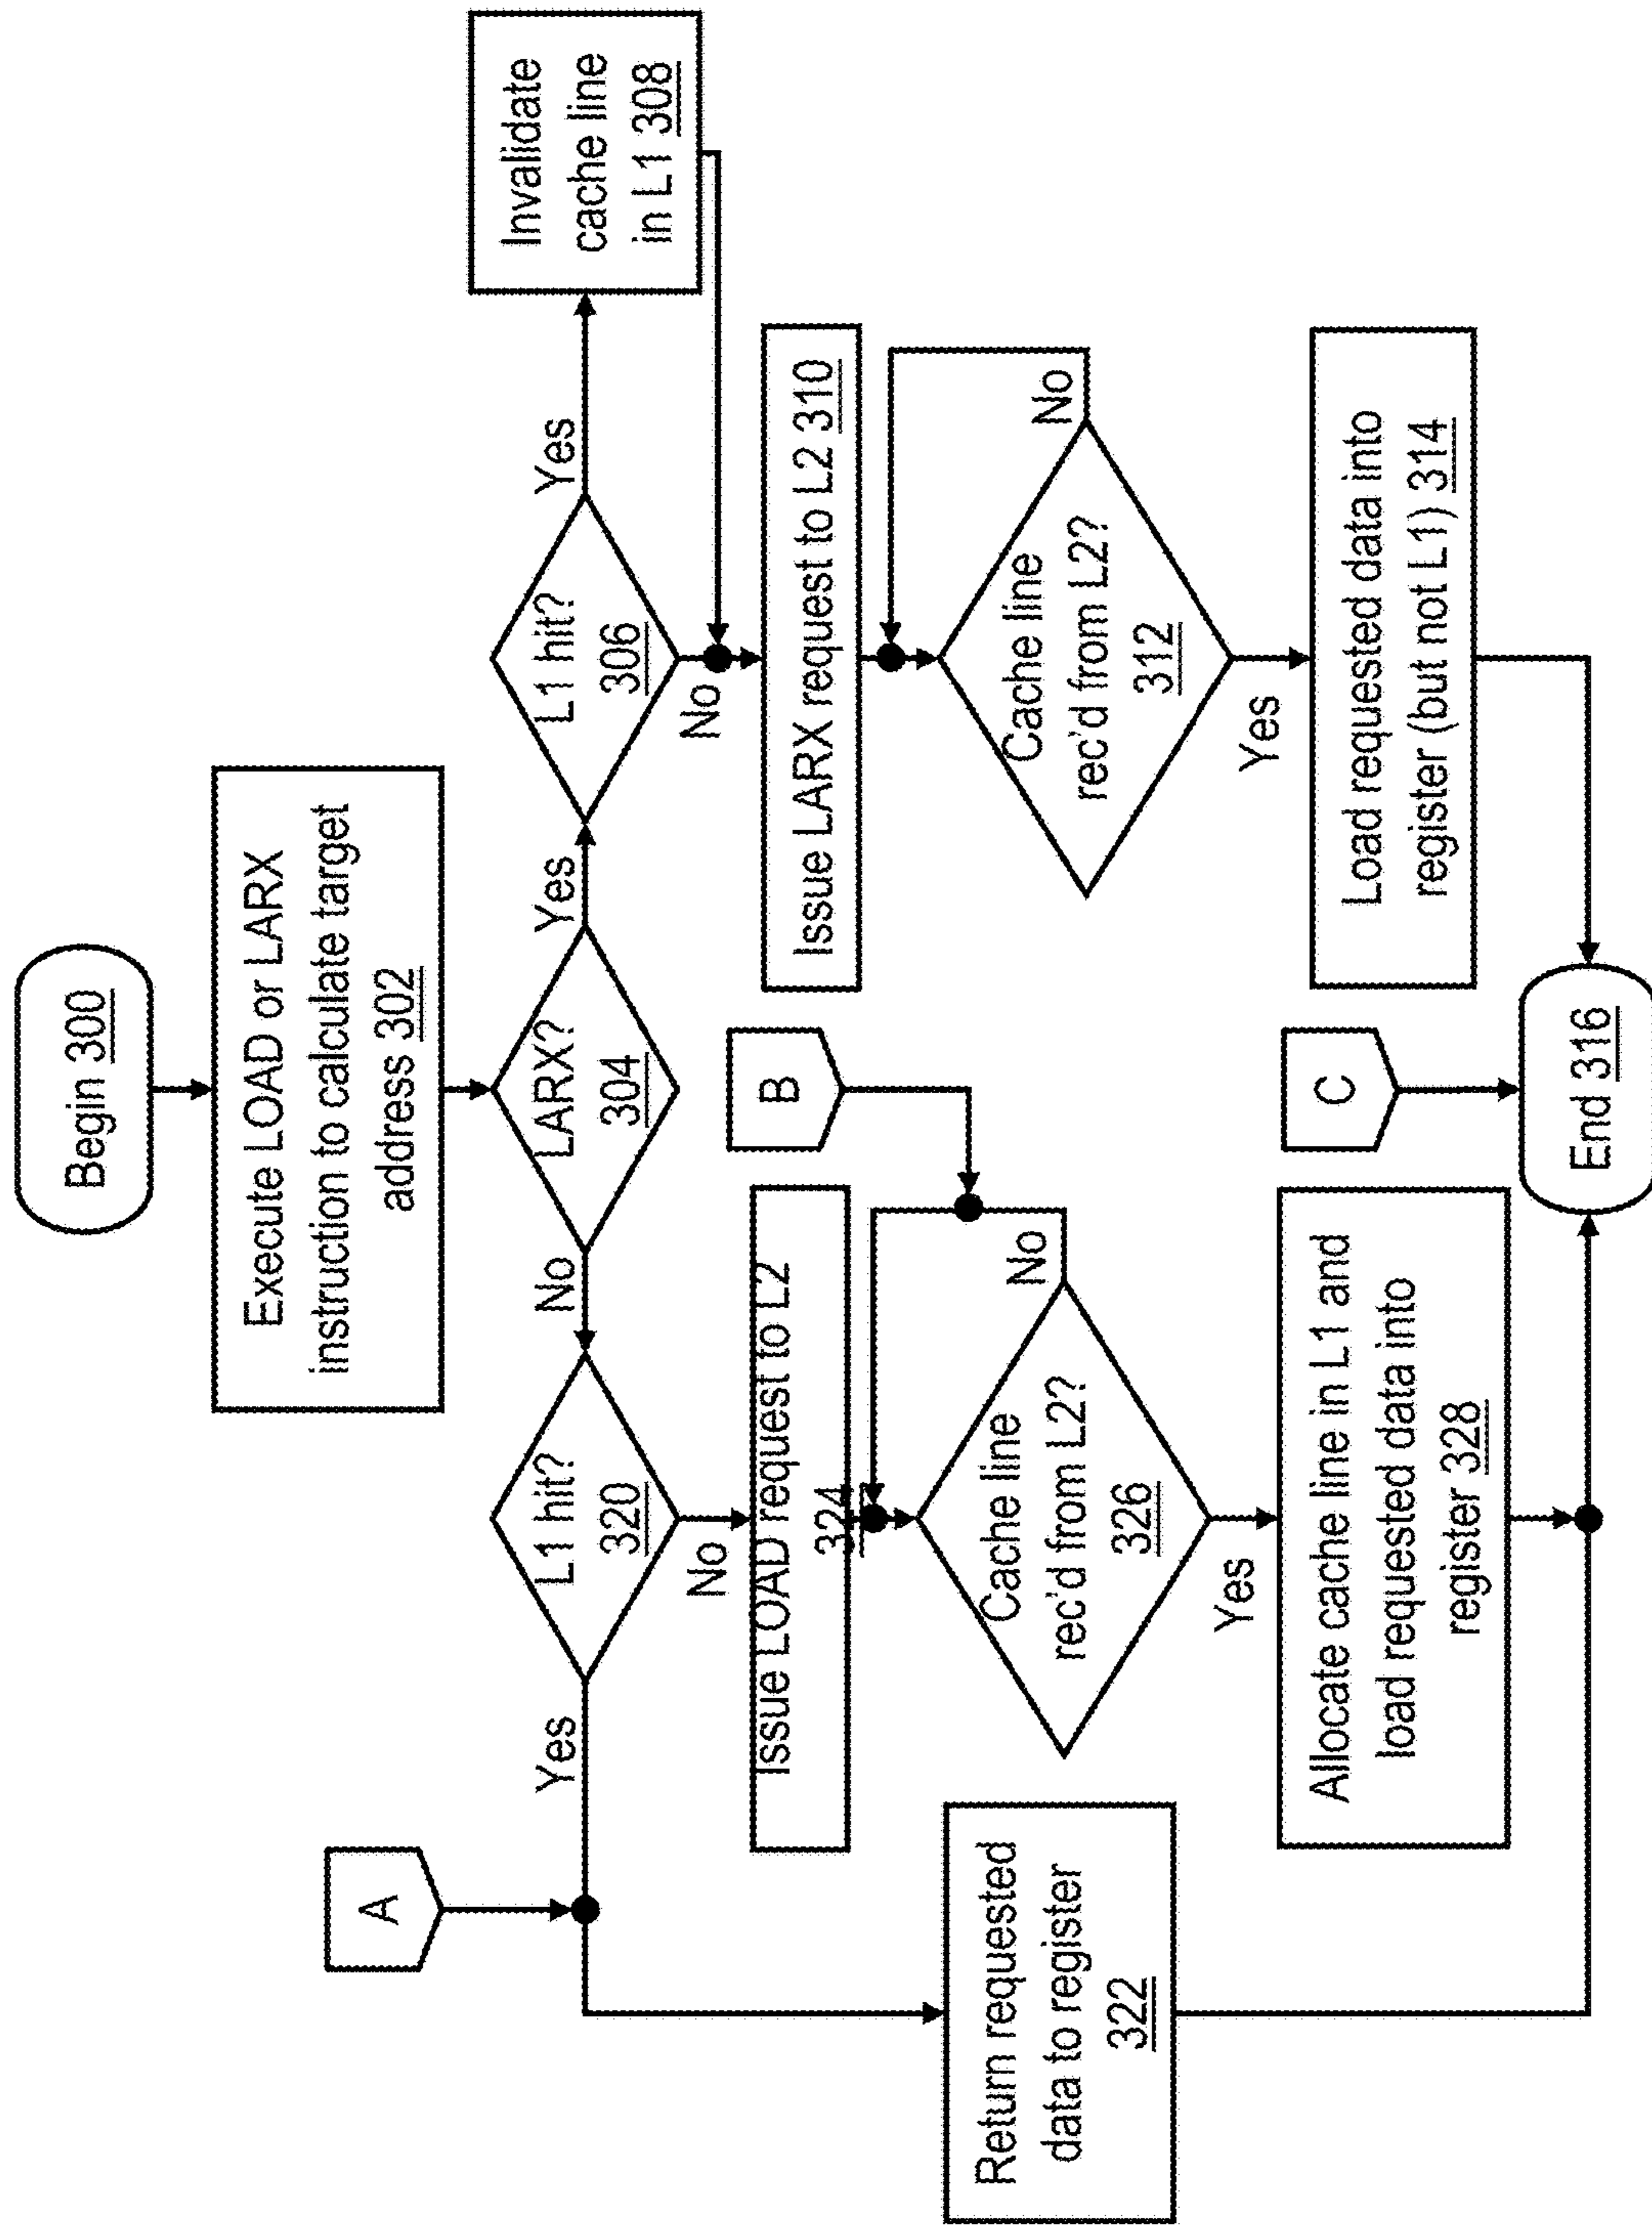 Begin 300
Execute LOAD or LARX
instruction to calculate target
address 302
LARX?
304
Yes
No
L1 hit?
306
Yes
No
Invalidate
cache line
in L1 308
Issue LARX request to L2 310
Cache line
rec'd from L2?
312
No
Yes
Load requested data into
register (but not L1) 314
A
L1 hit?
320
Yes
No
Issue LOAD request to L2
324
B
Cache line
rec'd from L2?
326
No
Yes
Return requested
data to register
322
Allocate cache line in L1 and
load requested data into
register 328
C
End 316